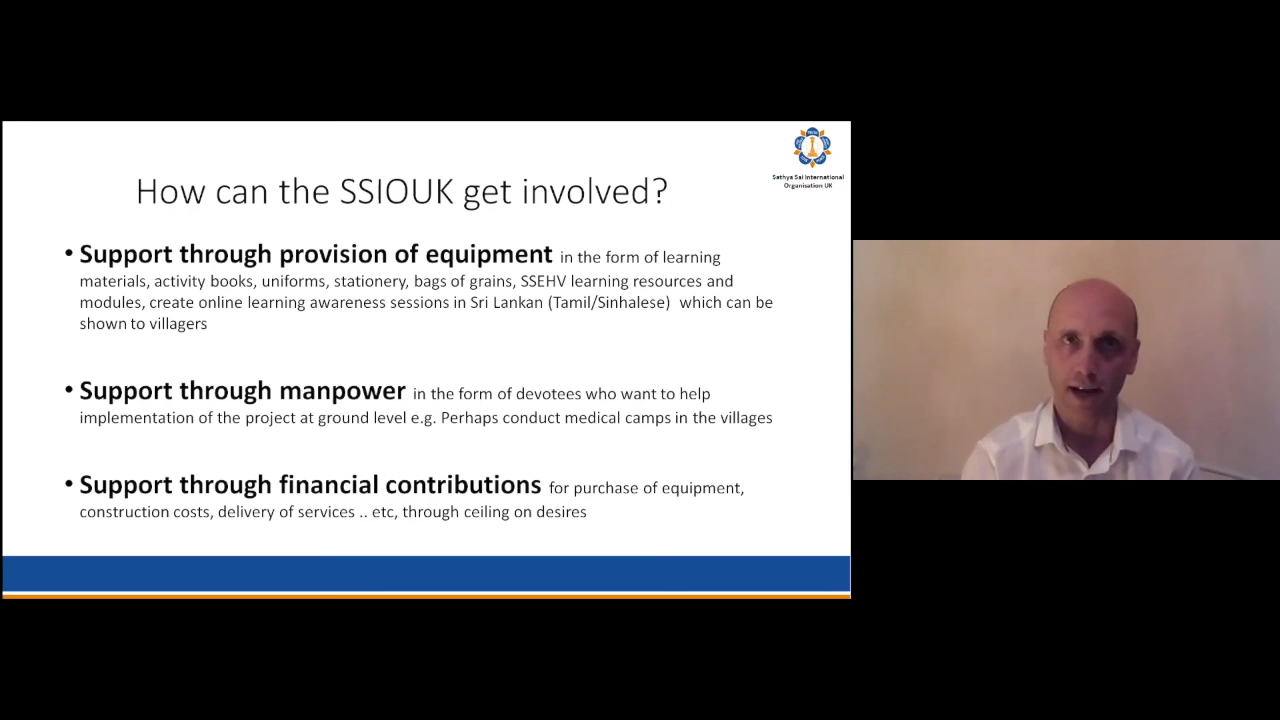 Sathya Sai International
Organisation UK
How can the SSIOUK get involved?
• Support through provision of equipment in the form of learning
materials, activity books, uniforms, stationery, bags of grains, SSEHV learning resources and
modules, create online learning awareness sessions in Sri Lankan (Tamil/Sinhalese) which can be
shown to villagers
• Support through manpower in the form of devotees who want to help
implementation of the project at ground level e.g. Perhaps conduct medical camps in the villages
• Support through financial contributions for purchase of equipment,
construction costs, delivery of services .. etc, through ceiling on desires